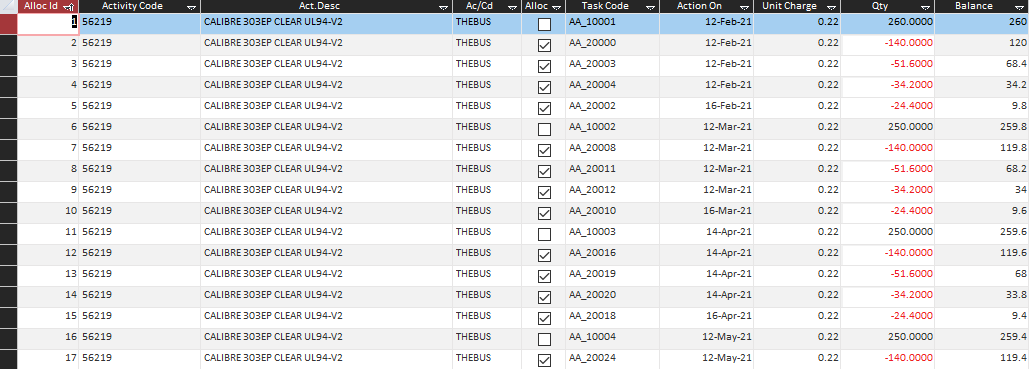 Alloc Id Activity Code Act.Desc Ac/Cd Alloc Task Code Action On Unit Charge Qty Balance
1 56219 CALIBRE 303EP CLEAR UL94-V2 THEBUS AA_10001 12-Feb-21 0.22 260.0000 260
2 56219 CALIBRE 303EP CLEAR UL94-V2 THEBUS AA_20000 12-Feb-21 0.22 -140.0000 120
3 56219 CALIBRE 303EP CLEAR UL94-V2 THEBUS AA_20003 12-Feb-21 0.22 -51.6000 68.4
4 56219 CALIBRE 303EP CLEAR UL94-V2 THEBUS AA_20004 12-Feb-21 0.22 -34.2000 34.2
5 56219 CALIBRE 303EP CLEAR UL94-V2 THEBUS AA_20002 16-Feb-21 0.22 -24.4000 9.8
6 56219 CALIBRE 303EP CLEAR UL94-V2 THEBUS AA_10002 12-Mar-21 0.22 250.0000 259.8
7 56219 CALIBRE 303EP CLEAR UL94-V2 THEBUS AA_20008 12-Mar-21 0.22 -140.0000 119.8
8 56219 CALIBRE 303EP CLEAR UL94-V2 THEBUS AA_20011 12-Mar-21 0.22 -51.6000 68.2
9 56219 CALIBRE 303EP CLEAR UL94-V2 THEBUS AA_20012 12-Mar-21 0.22 -34.2000 34
10 56219 CALIBRE 303EP CLEAR UL94-V2 THEBUS AA_20010 16-Mar-21 0.22 -24.4000 9.6
11 56219 CALIBRE 303EP CLEAR UL94-V2 THEBUS AA_10003 14-Apr-21 0.22 250.0000 259.6
12 56219 CALIBRE 303EP CLEAR UL94-V2 THEBUS AA_20016 14-Apr-21 0.22 -140.0000 119.6
13 56219 CALIBRE 303EP CLEAR UL94-V2 THEBUS AA_20019 14-Apr-21 0.22 -51.6000 68
14 56219 CALIBRE 303EP CLEAR UL94-V2 THEBUS AA_20020 14-Apr-21 0.22 -34.2000 33.8
15 56219 CALIBRE 303EP CLEAR UL94-V2 THEBUS AA_20018 16-Apr-21 0.22 -24.4000 9.4
16 56219 CALIBRE 303EP CLEAR UL94-V2 THEBUS AA_10004 12-May-21 0.22 250.0000 259.4
17 56219 CALIBRE 303EP CLEAR UL94-V2 THEBUS AA_20024 12-May-21 0.22 -140.0000 119.4